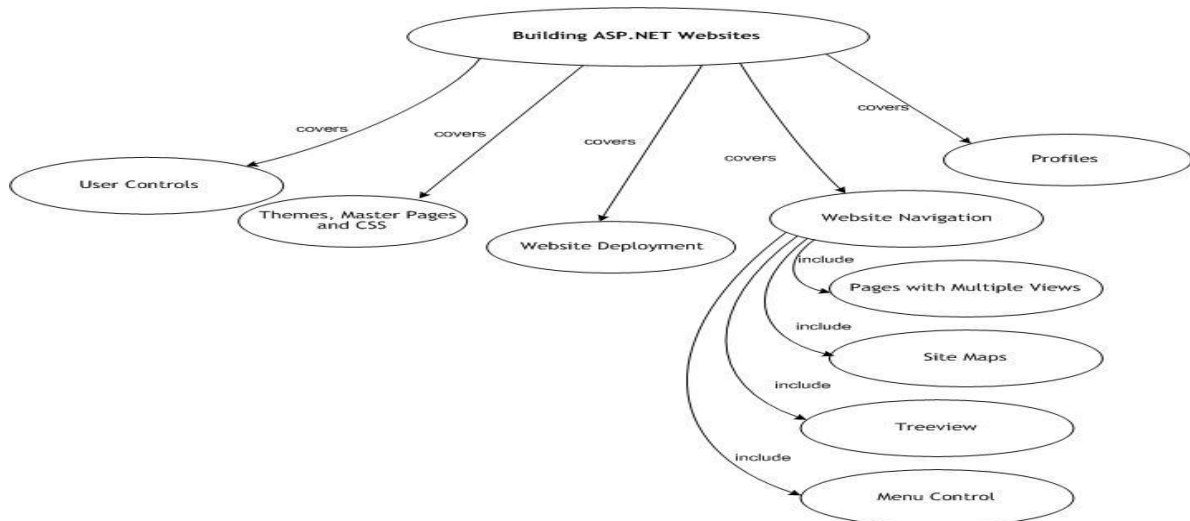 Building ASP.NET Websites
covers
covers
covers
covers
covers
User Controls
Themes, Master Pages
and CSS
Website Deployment
Website Navigation
Profiles
include
Pages with Multiple Views
include
Site Maps
include
Treeview
include
Menu Control